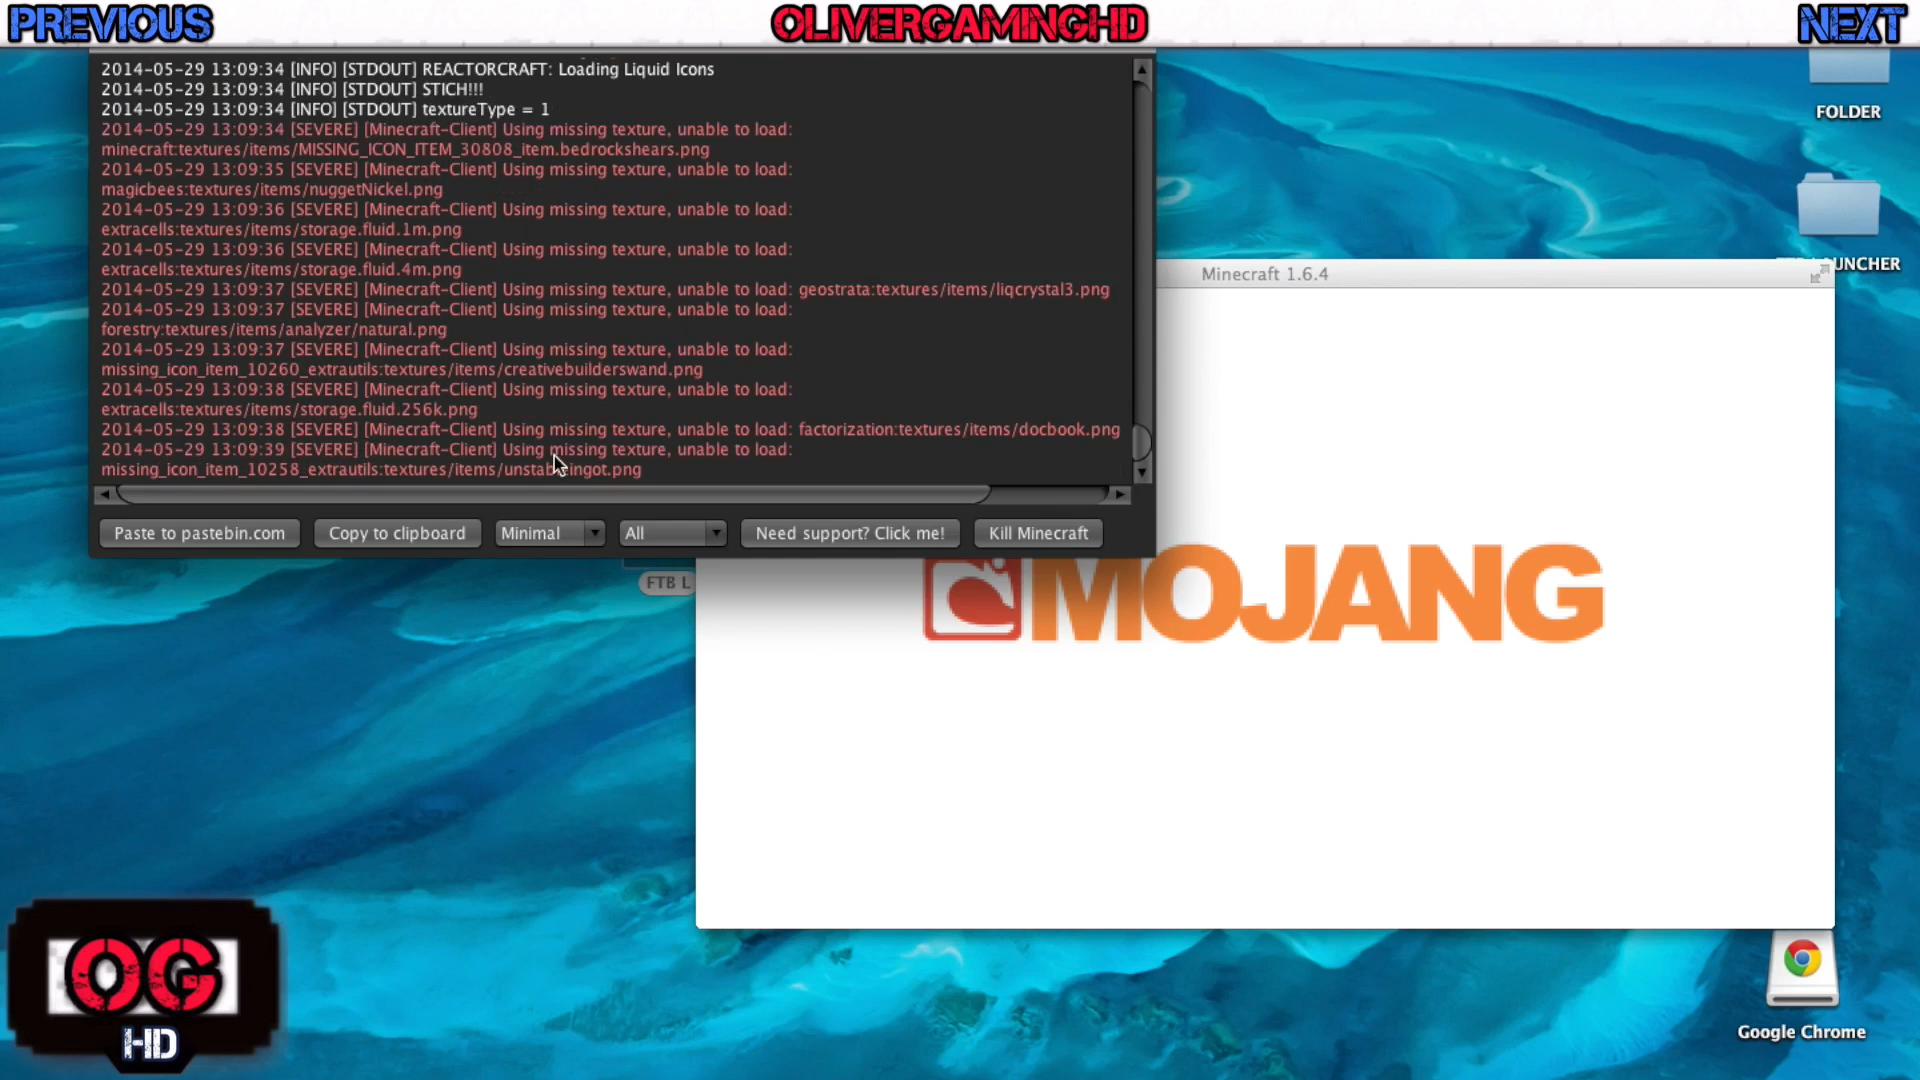 PREVIOUS
OLIVERGAMINGHD
NEXT
2014-05-29 13:09:34 [INFO] [STDOUT] REACTORCRAFT: Loading Liquid Icons
2014-05-29 13:09:34 [INFO] [STDOUT] STICH!!!
2014-05-29 13:09:34 [INFO] [STDOUT] textureType = 1
2014-05-29 13:09:34 [SEVERE] [Minecraft-Client] Using missing texture, unable to load:
minecraft:textures/items/MISSING_ICON_ITEM_30808_item.bedrockshears.png
2014-05-29 13:09:35 [SEVERE] [Minecraft-Client] Using missing texture, unable to load:
magicbees:textures/items/nuggetNickel.png
2014-05-29 13:09:36 [SEVERE] [Minecraft-Client] Using missing texture, unable to load:
extracells:textures/items/storage.fluid.1m.png
2014-05-29 13:09:36 [SEVERE] [Minecraft-Client] Using missing texture, unable to load:
extracells:textures/items/storage.fluid.4m.png
2014-05-29 13:09:37 [SEVERE] [Minecraft-Client] Using missing texture, unable to load: geostrata:textures/items/liqcrystal3.png
2014-05-29 13:09:37 [SEVERE] [Minecraft-Client] Using missing texture, unable to load:
forestry:textures/items/analyzer/natural.png
2014-05-29 13:09:37 [SEVERE] [Minecraft-Client] Using missing texture, unable to load:
missing_icon_item_10260_extrautils:textures/items/creativebuilderswand.png
2014-05-29 13:09:38 [SEVERE] [Minecraft-Client] Using missing texture, unable to load:
extracells:textures/items/storage.fluid.256k.png
2014-05-29 13:09:38 [SEVERE] [Minecraft-Client] Using missing texture, unable to load: factorization:textures/items/docbook.png
2014-05-29 13:09:39 [SEVERE] [Minecraft-Client] Using missing texture, unable to load:
missing_icon_item_10258_extrautils:textures/items/unstableingot.png
Paste to pastebin.com
Copy to clipboard
Minimal
All
Need support? Click me!
Kill Minecraft
FOLDER
UNCHER
Minecraft 1.6.4
FTB L
MOJANG
OG
HD
Google Chrome